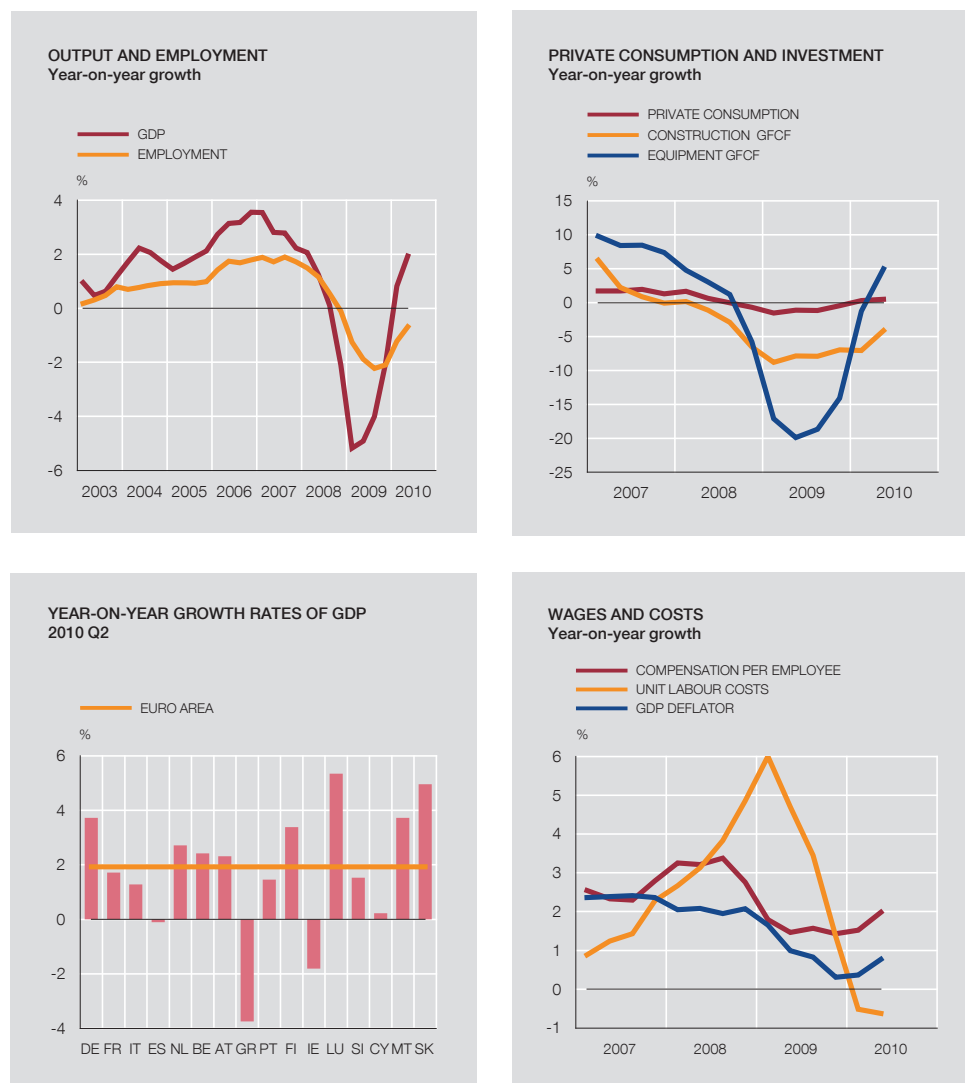 OUTPUT AND EMPLOYMENT
Year-on-year growth
GDP
EMPLOYMENT
%
4
2
0
-2
-4
-6
2003 2004 2005 2006 2007 2008 2009 2010
PRIVATE CONSUMPTION AND INVESTMENT
Year-on-year growth
PRIVATE CONSUMPTION
CONSTRUCTION GFCF
EQUIPMENT GFCF
%
15
10
5
0
-5
-10
-15
-20
-25
2007 2008 2009 2010
YEAR-ON-YEAR GROWTH RATES OF GDP
2010 Q2
EURO AREA
%
6
4
2
0
-2
-4
DE FR IT ES NL BE AT GR PT FI IE LU SI CY MT SK
WAGES AND COSTS
Year-on-year growth
COMPENSATION PER EMPLOYEE
UNIT LABOUR COSTS
GDP DEFLATOR
%
6
5
4
3
2
1
0
-1
2007 2008 2009 2010